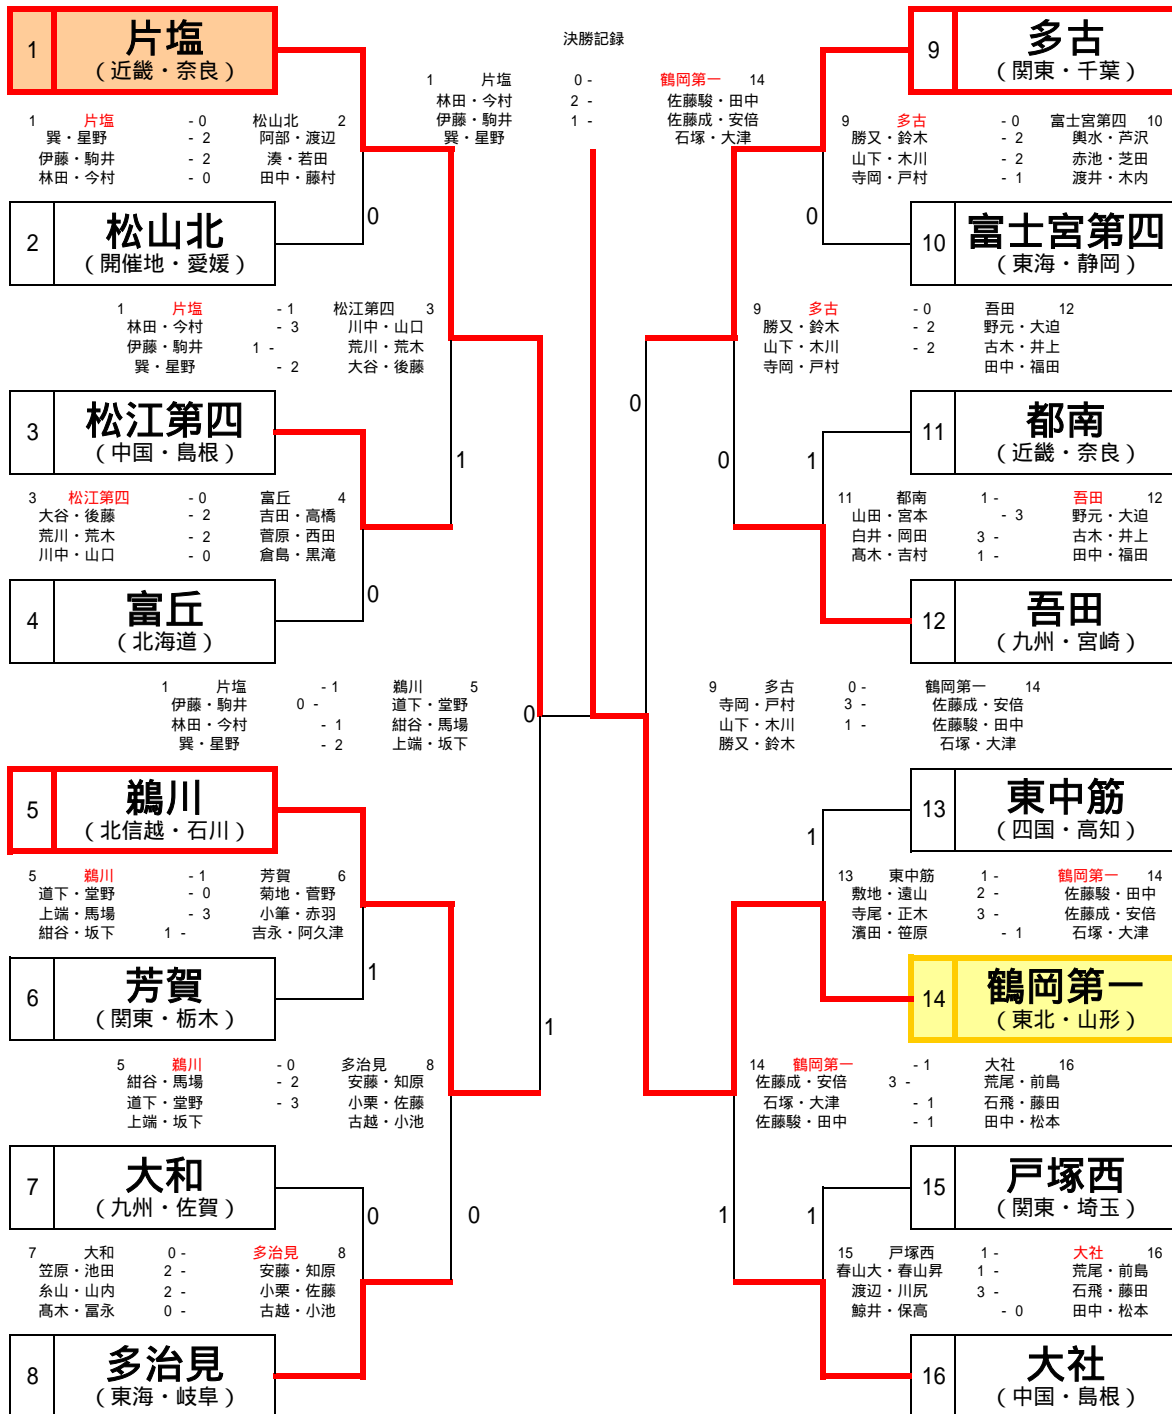 決勝記録
1 片塩 0 - 鶴岡第一 14
林田・今村 2 - 佐藤駿・田中
伊藤・駒井 1 - 佐藤成・安倍
巽・星野 石塚・大津
1 片塩
（近畿・奈良）
1 片塩 - 0 松山北 2
巽・星野 - 2 阿部・渡辺
伊藤・駒井 - 2 湊・若田
林田・今村 - 0 田中・藤村
0
2 松山北
（開催地・愛媛）
1 片塩 - 1 松江第四 3
林田・今村 - 3 川中・山口
伊藤・駒井 1 - 荒川・荒木
巽・星野 - 2 大谷・後藤
3 松江第四
（中国・島根）
1
3 松江第四 - 0 富丘 4
大谷・後藤 - 2 吉田・高橋
荒川・荒木 - 2 菅原・西田
川中・山口 - 0 倉島・黒滝
0
4 富丘
（北海道）
1 片塩 - 1 鵜川 5
伊藤・駒井 0 - 道下・堂野
林田・今村 - 1 紺谷・馬場
巽・星野 - 2 上端・坂下
0
5 鵜川
（北信越・石川）
5 鵜川 - 1 芳賀 6
道下・堂野 - 0 菊地・菅野
上端・馬場 - 3 小筆・赤羽
紺谷・坂下 1 - 吉永・阿久津
1
6 芳賀
（関東・栃木）
1
5 鵜川 - 0 多治見 8
紺谷・馬場 - 2 安藤・知原
道下・堂野 - 3 小栗・佐藤
上端・坂下 古越・小池
7 大和
（九州・佐賀）
0 0
7 大和 0 - 多治見 8
笠原・池田 2 - 安藤・知原
糸山・山内 2 - 小栗・佐藤
髙木・冨永 0 - 古越・小池
8 多治見
（東海・岐阜）
9 多古
（関東・千葉）
9 多古 - 0 富士宮第四 10
勝又・鈴木 - 2 輿水・芦沢
山下・木川 - 2 赤池・芝田
寺岡・戸村 - 1 渡井・木内
0
10 富士宮第四
（東海・静岡）
9 多古 - 0 吾田 12
勝又・鈴木 - 2 野元・大迫
山下・木川 - 2 古木・井上
寺岡・戸村 田中・福田
0
11 都南
（近畿・奈良）
0 1
11 都南 1 - 吾田 12
山田・宮本 - 3 野元・大迫
白井・岡田 3 - 古木・井上
髙木・吉村 1 - 田中・福田
12 吾田
（九州・宮崎）
9 多古 0 - 鶴岡第一 14
寺岡・戸村 3 - 佐藤成・安倍
山下・木川 1 - 佐藤駿・田中
勝又・鈴木 石塚・大津
13 東中筋
（四国・高知）
1
13 東中筋 1 - 鶴岡第一 14
敷地・遠山 2 - 佐藤駿・田中
寺尾・正木 3 - 佐藤成・安倍
濱田・笹原 - 1 石塚・大津
14 鶴岡第一
（東北・山形）
14 鶴岡第一 - 1 大社 16
佐藤成・安倍 3 - 荒尾・前島
石塚・大津 - 1 石飛・藤田
佐藤駿・田中 - 1 田中・松本
15 戸塚西
（関東・埼玉）
1 1
15 戸塚西 1 - 大社 16
春山大・春山昇 1 - 荒尾・前島
渡辺・川尻 3 - 石飛・藤田
鯨井・保高 - 0 田中・松本
16 大社
（中国・島根）